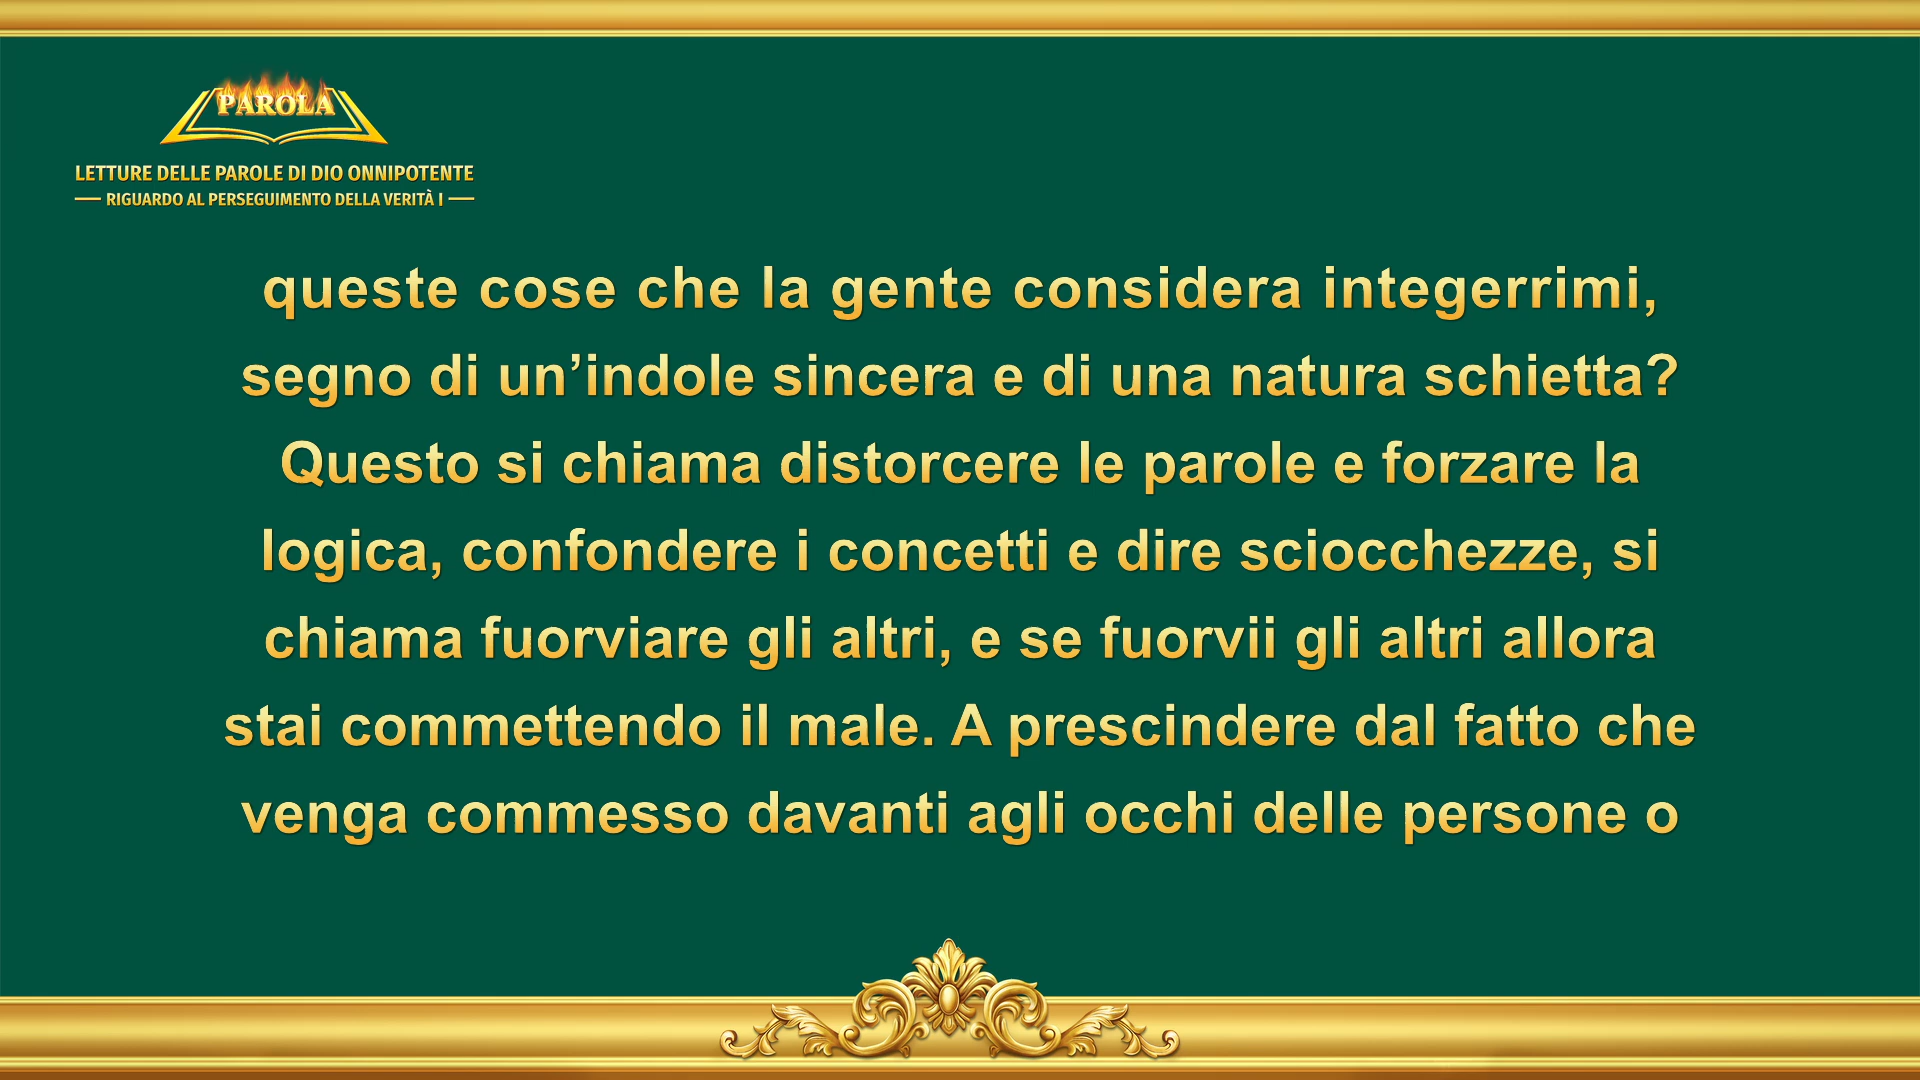 PAROLA
LETTURE DELLE PAROLE DI DIO ONNIPOTENTE
RIGUARDO AL PERSEGUIMENTO DELLA VERITÀ I
queste cose che la gente considera integerrimi,
segno di un’indole sincera e di una natura schietta?
Questo si chiama distorcere le parole e forzare la
logica, confondere i concetti e dire sciocchezze, si
chiama fuorviare gli altri, e se fuorvii gli altri allora
stai commettendo il male. A prescindere dal fatto che
venga commesso davanti agli occhi delle persone o